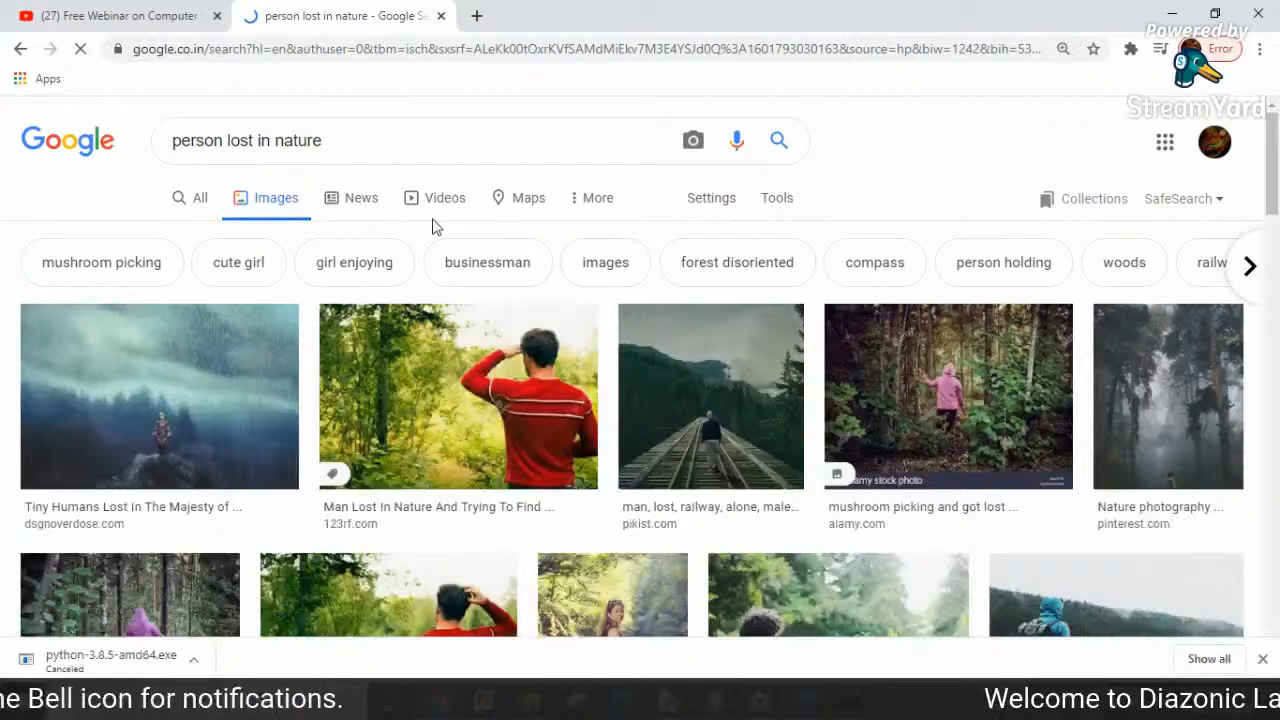 (27) Free Webinar on Computer
person lost in nature - Google Se
Powered by
StreamYard
google.co.in/search?hl=en&authuser=0&tbm=isch&sxsrf=ALeKk00tOxrKVfSAMdMiEkv7M3E4YSJd0Q%3A1601793030163&source=hp&biw=1242&bih=53...
Error
Apps
Google
person lost in nature
All
Images
News
Videos
Maps
More
Settings
Tools
Collections
SafeSearch
mushroom picking
cute girl
girl enjoying
businessman
images
forest disoriented
compass
person holding
woods
railw
alamy stock photo
Tiny Humans Lost In The Majesty of ...
dsgnoverdose.com
Man Lost In Nature And Trying To Find ...
123rf.com
man, lost, railway, alone, male...
pikist.com
mushroom picking and got lost ...
alamy.com
Nature photography ...
pinterest.com
python-3.8.5-amd64.exe
Canceled
Show all
he Bell icon for notifications.
Welcome to Diazonic La